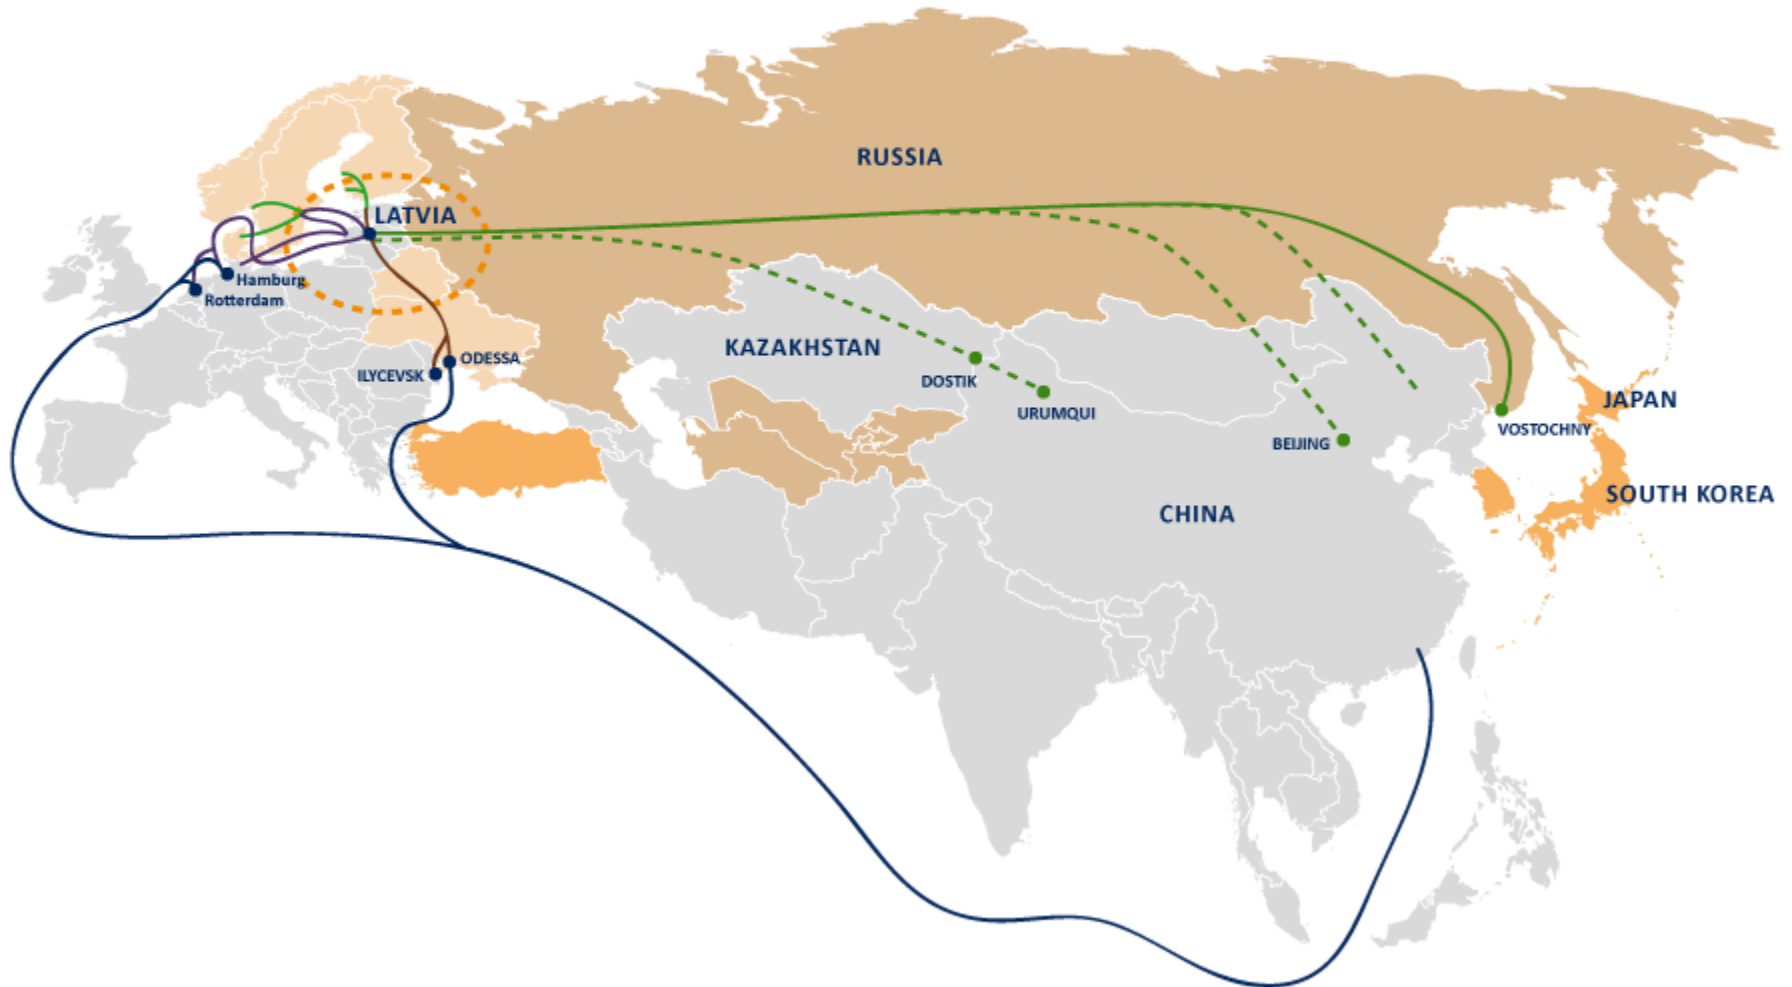 RUSSIA
LATVIA
Hamburg
Rotterdam
KAZAKHSTAN
ODESSA
ILYCEVSK
DOSTIK
URUMQUI
JAPAN
VOSTOCHNY
BEIJING
SOUTH KOREA
CHINA